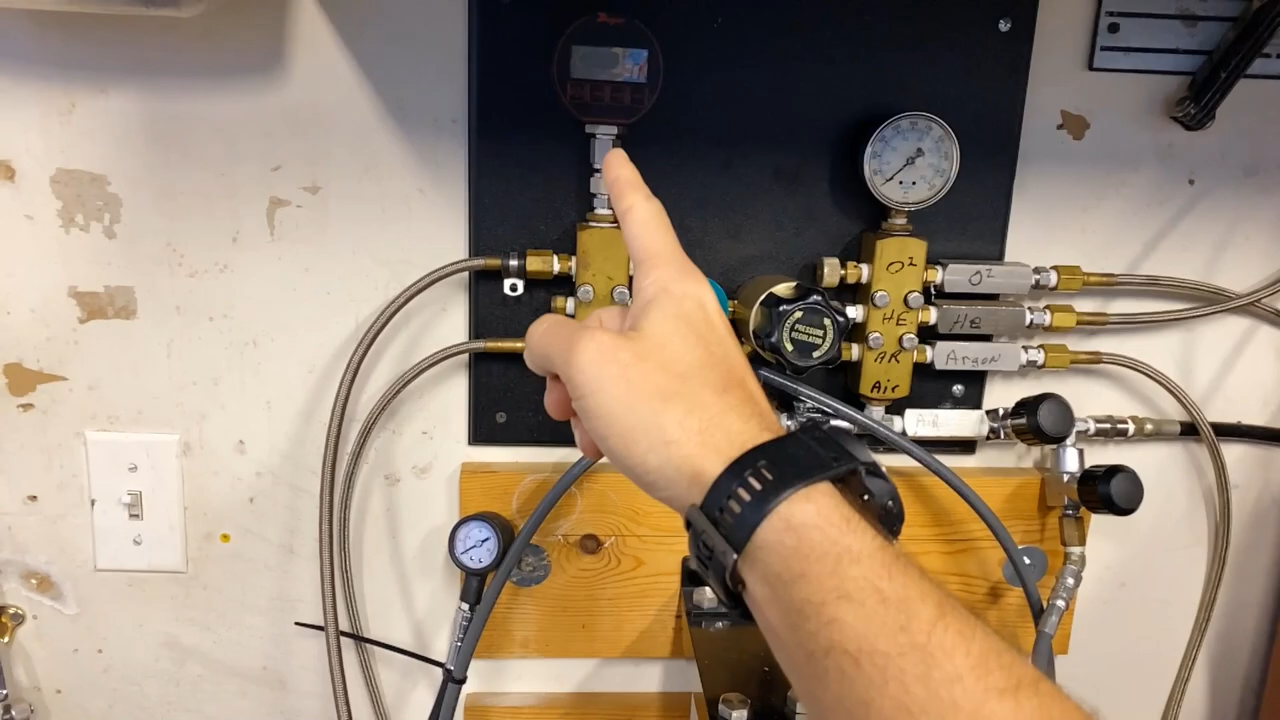 O²
O²
HE
He
AR
Argon
Air
AiR
PRESSURE
REGULATOR